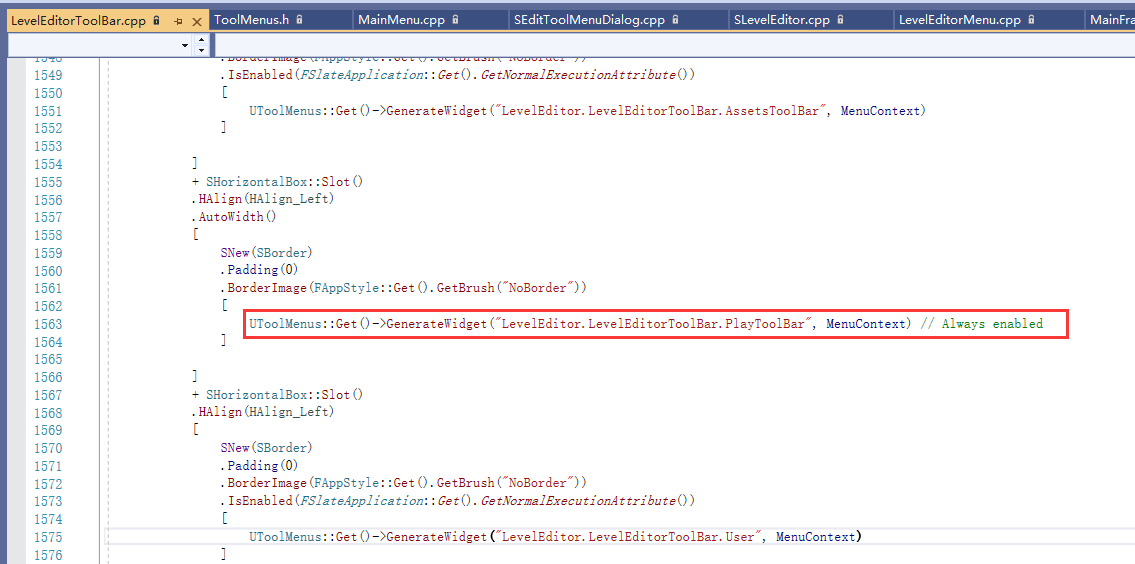 LevelEditorToolBar.cpp ToolMenus.h MainMenu.cpp SEditToolMenuDialog.cpp SLevelEditor.cpp LevelEditorMenu.cpp MainFra
1548 .BorderImage(FAppStyle::Get().GetBrush("NoBorder"))
1549 .IsEnabled(FSlateApplication::Get().GetNormalExecutionAttribute())
1550 [
1551 UToolMenus::Get()->GenerateWidget("LevelEditor.LevelEditorToolBar.AssetsToolBar", MenuContext)
1552 ]
1553
1554 ]
1555 + SHorizontalBox::Slot()
1556 .HAlign(HAlign_Left)
1557 .AutoWidth()
1558 [
1559 SNew(SBorder)
1560 .Padding(0)
1561 .BorderImage(FAppStyle::Get().GetBrush("NoBorder"))
1562 [
1563 UToolMenus::Get()->GenerateWidget("LevelEditor.LevelEditorToolBar.PlayToolBar", MenuContext) // Always enabled
1564 ]
1565
1566 ]
1567 + SHorizontalBox::Slot()
1568 .HAlign(HAlign_Left)
1569 [
1570 SNew(SBorder)
1571 .Padding(0)
1572 .BorderImage(FAppStyle::Get().GetBrush("NoBorder"))
1573 .IsEnabled(FSlateApplication::Get().GetNormalExecutionAttribute())
1574 [
1575 UToolMenus::Get()->GenerateWidget("LevelEditor.LevelEditorToolBar.User", MenuContext)
1576 ]